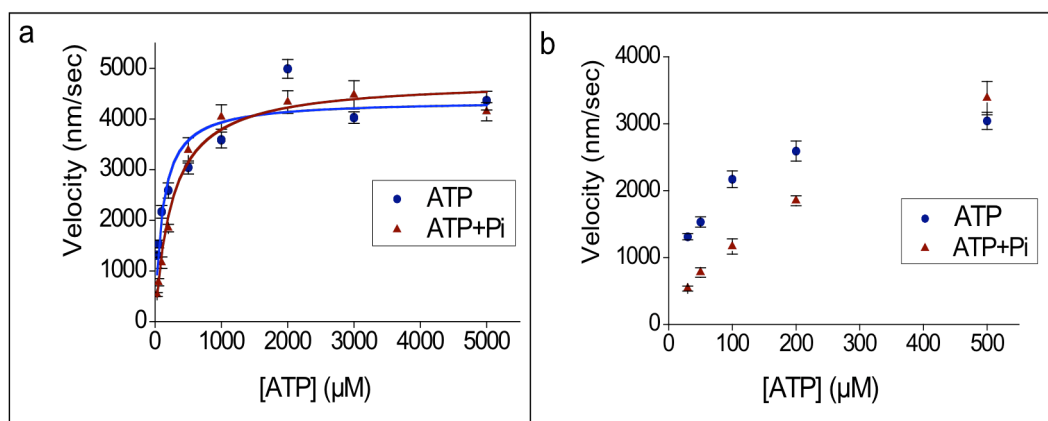 a
Velocity (nm/sec)
5000
4000
3000
2000
1000
0
0 1000 2000 3000 4000 5000
[ATP] (µM)
ATP
ATP+Pi
b
Velocity (nm/sec)
4000
3000
2000
1000
0
0 100 200 300 400 500
[ATP] (µM)
ATP
ATP+Pi